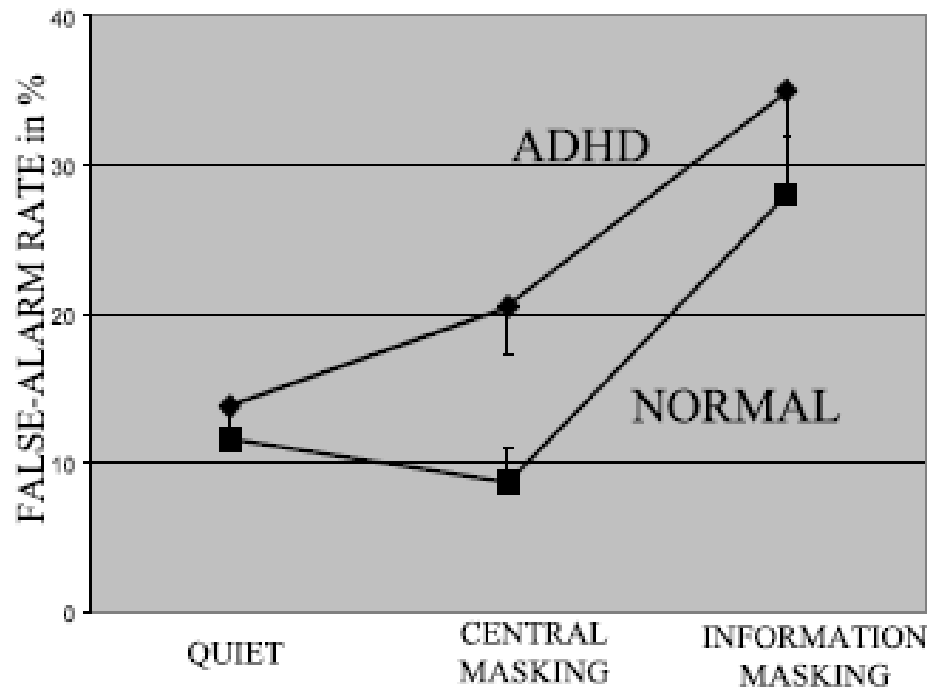 FALSE-ALARM RATE in %
40
30
20
10
0
ADHD
NORMAL
QUIET
CENTRAL
MASKING
INFORMATION
MASKING